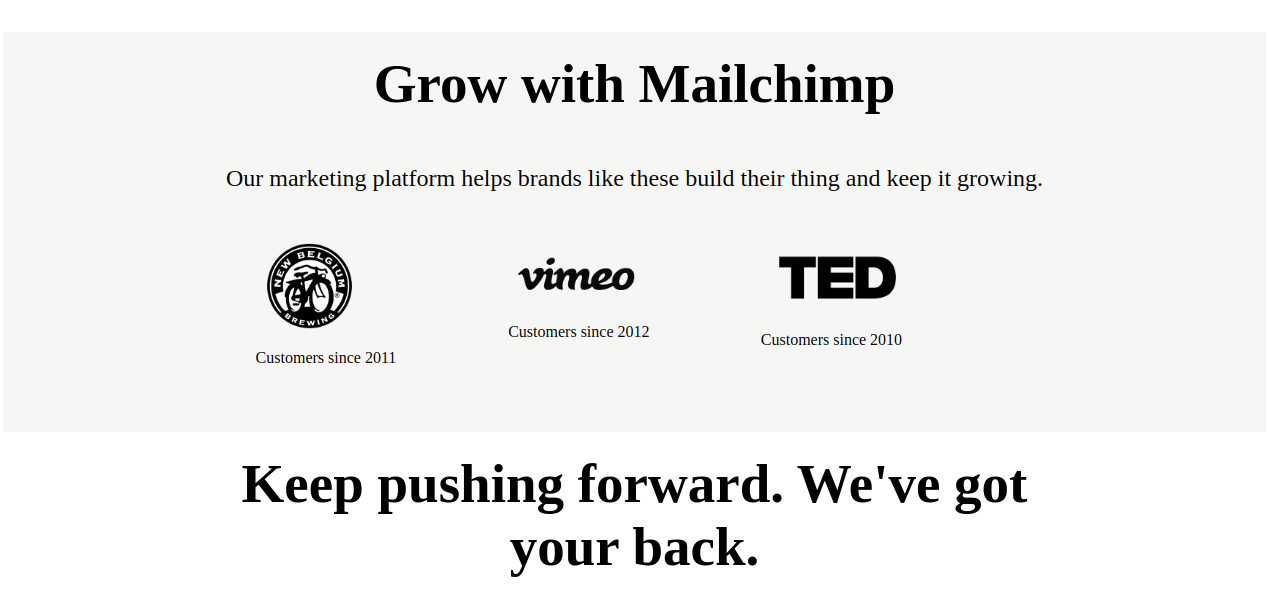 Grow with Mailchimp
Our marketing platform helps brands like these build their thing and keep it growing.
NEW BELGIUM
BREWING
®
Customers since 2011
vimeo
Customers since 2012
TED
Customers since 2010
Keep pushing forward. We've got
your back.